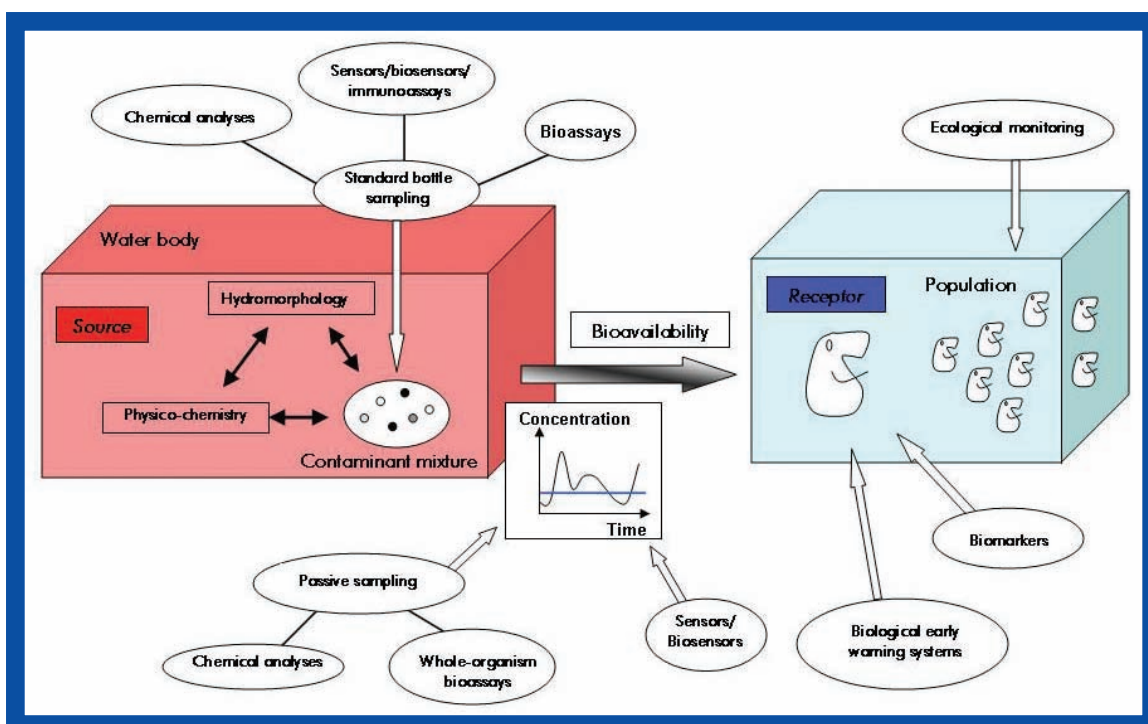 Sensors/biosensors/
immunoassays
Chemical analyses
Bioassays
Standard bottle
sampling
Ecological monitoring
Water body
Hydromorphology
Source
Physico-chemistry
Contaminant mixture
Bioavailability
Receptor
Population
Concentration
Time
Passive sampling
Chemical analyses
Whole-organism
bioassays
Sensors/
Biosensors
Biomarkers
Biological early
warning systems